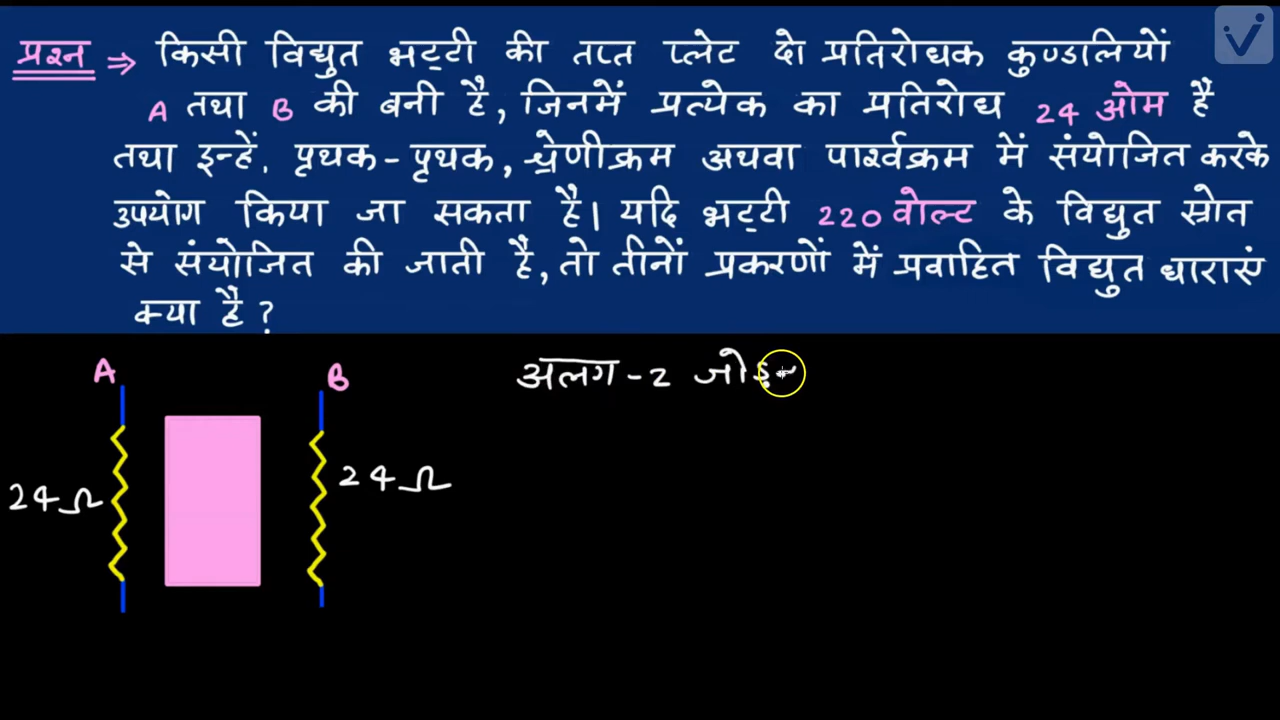 प्रश्न ⇒ किसी विद्युत भट्टी की तप्त प्लेट दो प्रतिरोधक कुण्डलियों
A तथा B की बनी है, जिनमें प्रत्येक का प्रतिरोध 24 ओम है
तथा इन्हें. पृथक-पृथक, श्रेणीक्रम अथवा पार्श्वक्रम में संयोजित करके
उपयोग किया जा सकता है। यदि भट्टी 220 वोल्ट के विद्युत स्रोत
से संयोजित की जाती है, तो तीनों प्रकरणों में प्रवाहित विद्युत धाराएं
क्या है?
A
B
अलग-2
24Ω
24Ω